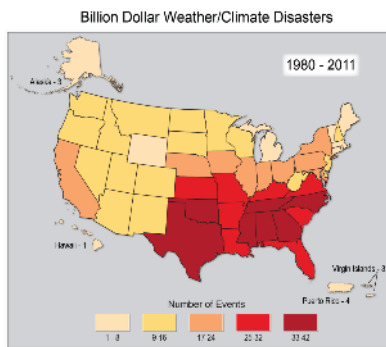 Billion Dollar Weather/Climate Disasters
1980 - 2011
Alaska - 3
Hawaii - 1
Virgin Islands - 3
Puerto Rico - 4
Number of Events
1 - 8
9-16
17-24
25-32
33-42